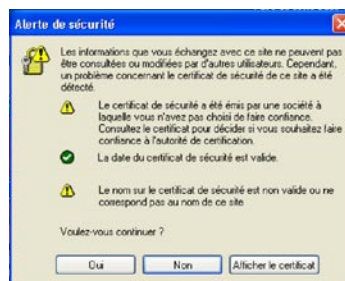 Alerte de sécurité
Les informations que vous échangez avec ce site ne peuvent pas
être consultées ou modifiées par d'autres utilisateurs. Cependant,
un problème concernant le certificat de sécurité de ce site a été
détecté.
Le certificat de sécurité a été émis par une société à
laquelle vous n'avez pas choisi de faire confiance.
Consultez le certificat pour décider si vous souhaitez faire
confiance à l'autorité de certification.
La date du certificat de sécurité est valide.
Le nom sur le certificat de sécurité est non valide ou ne
correspond pas au nom de ce site
Voulez-vous continuer ?
Oui
Non
Afficher le certificat